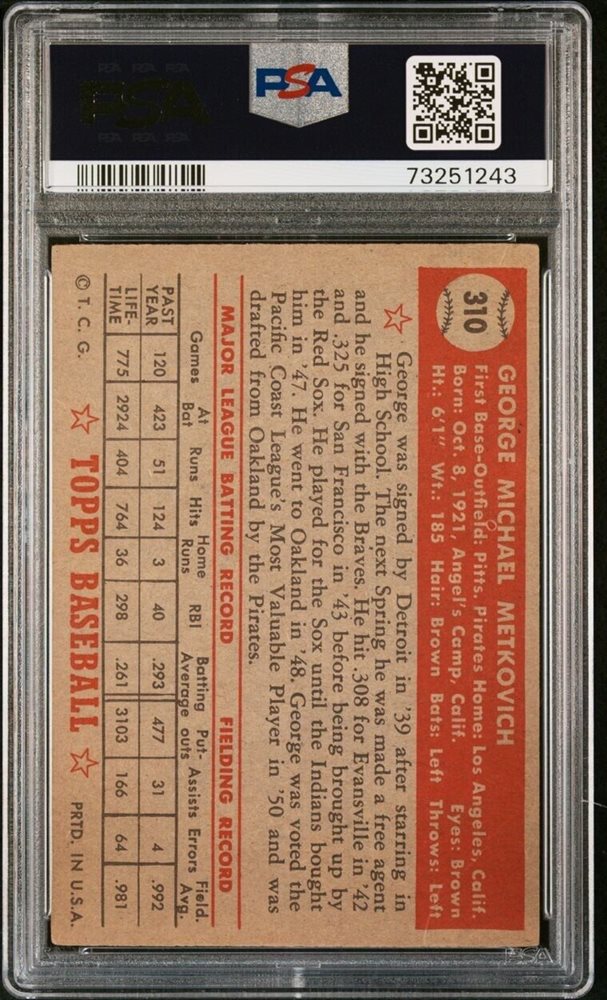 PSA
PSA
73251243
310
GEORGE MICHAEL METKOVICH
First Base-Outfield: Pitts. Pirates Home: Los Angeles, Calif.
Born: Oct. 8, 1921, Angel's Camp, Calif. Eyes: Brown
Ht.: 6/1" Wt.: 185 Hair: Brown Bats: Left Throws: Left
George was signed by Detroit in '39 after starring in
High School. The next Spring he was made a free agent
and he signed with the Braves. He hit .308 for Evansville in '42
and .325 for San Francisco in '43 before being brought up by
the Red Sox. He played for the Sox until the Indians bought
him in '47. He went to Oakland in '48. George was voted the
Pacific Coast League's Most Valuable Player in '50 and was
drafted from Oakland by the Pirates.
MAJOR LEAGUE BATTING RECORD FIELDING RECORD
Games At Bat Runs Hits Home Runs RBI Batting Average Put-outs Assists Errors Field. Avg.
PAST YEAR 120 423 51 124 3 40 .293 477 31 4 .992
LIFE-TIME 775 2924 404 764 36 298 .261 3103 166 64 .981
© T. C. G. TOPPS BASEBALL PRTD. IN U.S.A.
PSA